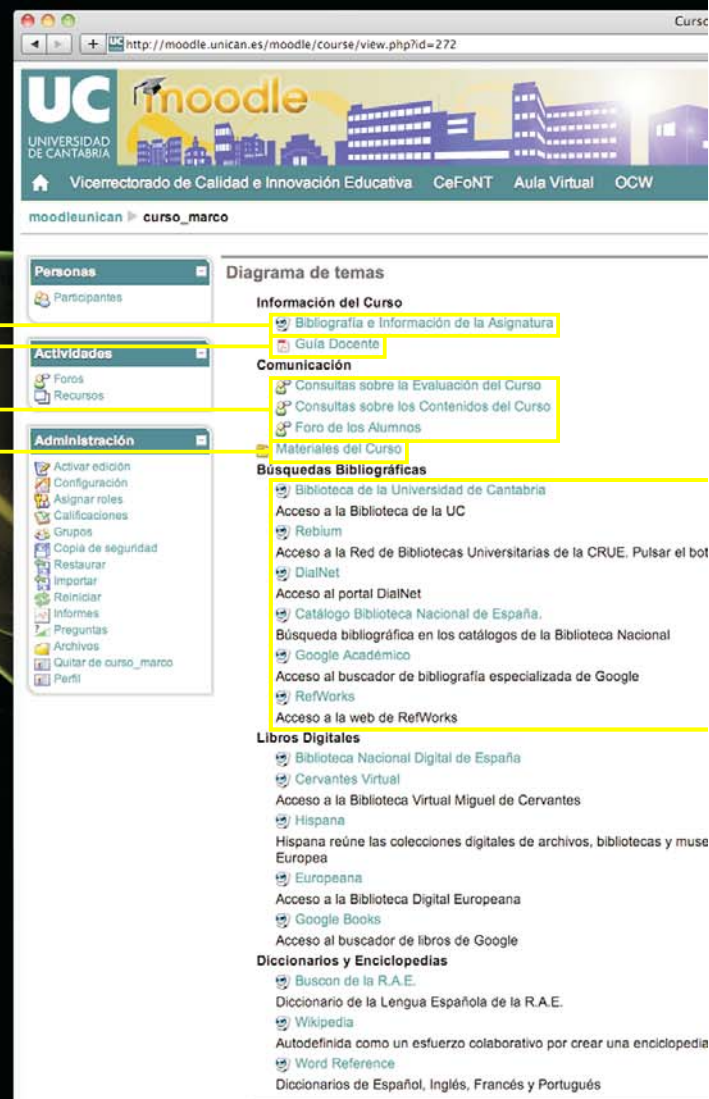 Curso
http://moodle.unican.es/moodle/course/view.php?id=272
UC
UNIVERSIDAD
DE CANTABRIA
moodle
Vicerrectorado de Calidad e Innovación Educativa CeFoNT Aula Virtual OCW
moodleunican curso_marco
Personas
Participantes
Actividades
Foros
Recursos
Administración
Activar edición
Configuración
Asignar roles
Calificaciones
Grupos
Copia de seguridad
Restaurar
Importar
Reiniciar
Informes
Preguntas
Archivos
Quitar de curso_marco
Perfil
Diagrama de temas
Información del Curso
Bibliografía e Información de la Asignatura
Guía Docente
Comunicación
Consultas sobre la Evaluación del Curso
Consultas sobre los Contenidos del Curso
Foro de los Alumnos
Materiales del Curso
Búsquedas Bibliográficas
Biblioteca de la Universidad de Cantabria
Acceso a la Biblioteca de la UC
Rebium
Acceso a la Red de Bibliotecas Universitarias de la CRUE. Pulsar el bot
DialNet
Acceso al portal DialNet
Catálogo Biblioteca Nacional de España.
Búsqueda bibliográfica en los catálogos de la Biblioteca Nacional
Google Académico
Acceso al buscador de bibliografía especializada de Google
RefWorks
Acceso a la web de RefWorks
Libros Digitales
Biblioteca Nacional Digital de España
Cervantes Virtual
Acceso a la Biblioteca Virtual Miguel de Cervantes
Hispana
Hispana reúne las colecciones digitales de archivos, bibliotecas y muse
Europea
Europeana
Acceso a la Biblioteca Digital Europeana
Google Books
Acceso al buscador de libros de Google
Diccionarios y Enciclopedias
Buscon de la R.A.E.
Diccionario de la Lengua Española de la R.A.E.
Wikipedia
Autodefinida como un esfuerzo colaborativo por crear una enciclopedia
Word Reference
Diccionarios de Español, Inglés, Francés y Portugués